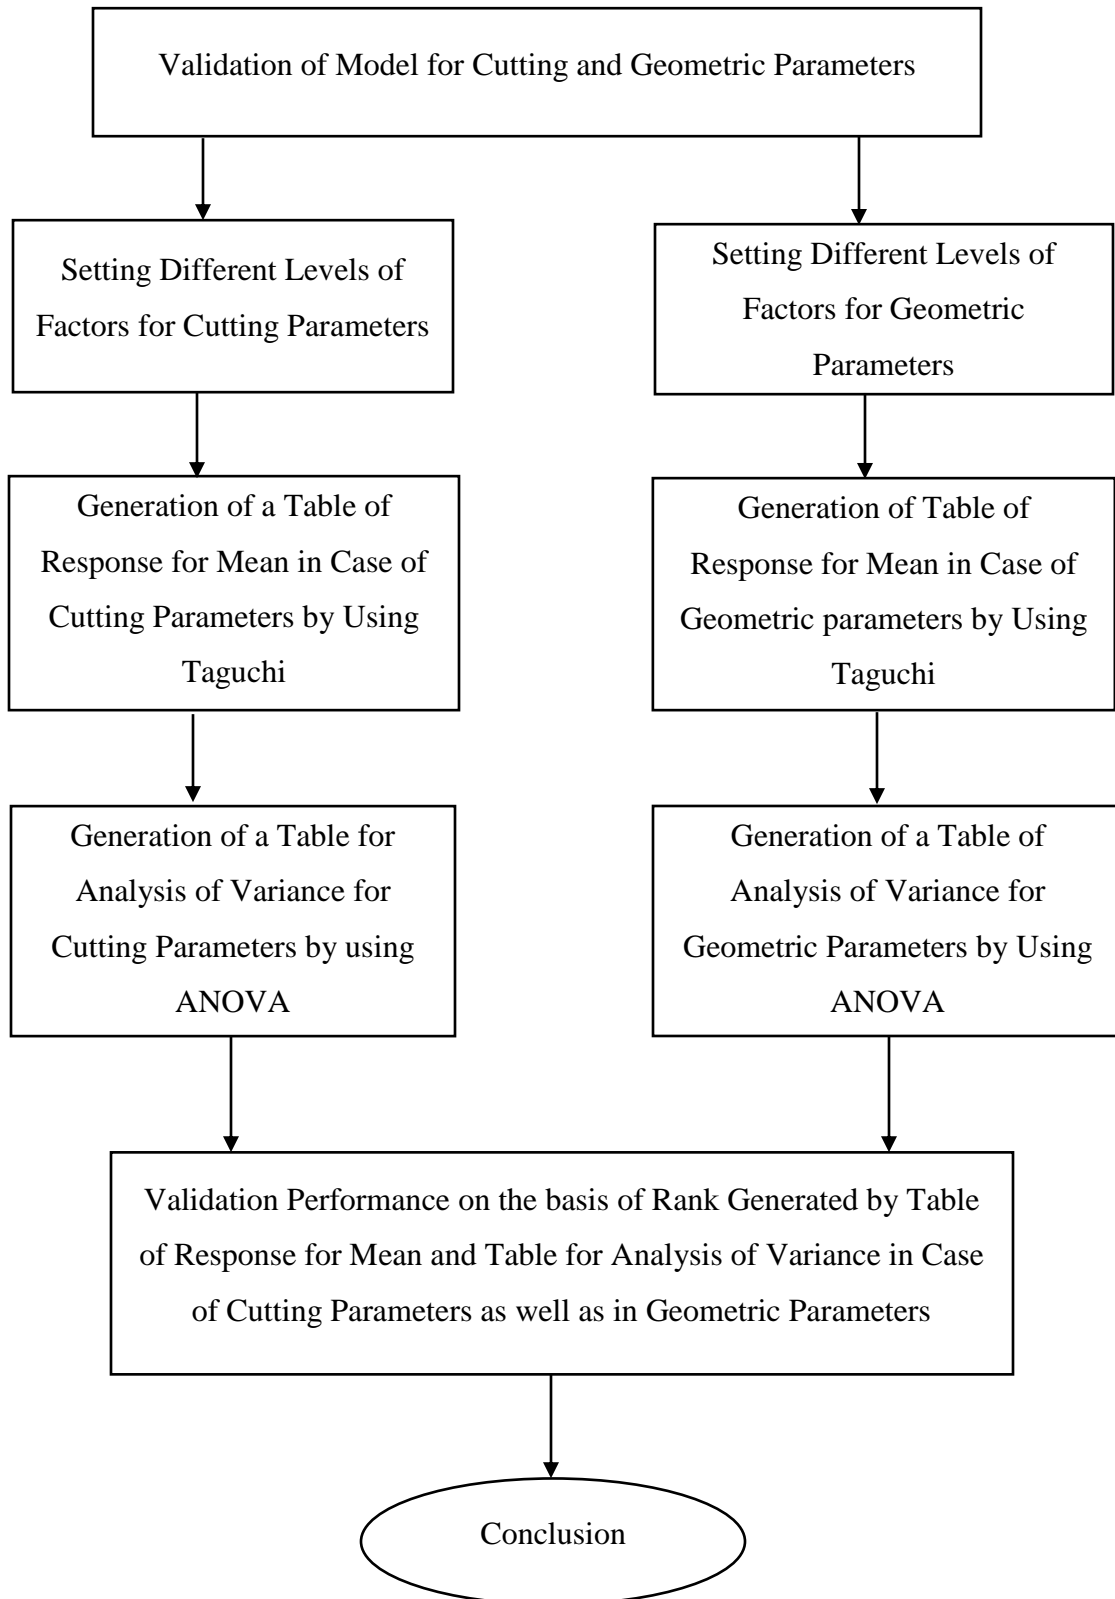 Validation of Model for Cutting and Geometric Parameters
Setting Different Levels of
Factors for Cutting Parameters
Setting Different Levels of
Factors for Geometric
Parameters
Generation of a Table of
Response for Mean in Case of
Cutting Parameters by Using
Taguchi
Generation of Table of
Response for Mean in Case of
Geometric parameters by Using
Taguchi
Generation of a Table for
Analysis of Variance for
Cutting Parameters by using
ANOVA
Generation of a Table of
Analysis of Variance for
Geometric Parameters by Using
ANOVA
Validation Performance on the basis of Rank Generated by Table
of Response for Mean and Table for Analysis of Variance in Case
of Cutting Parameters as well as in Geometric Parameters
Conclusion